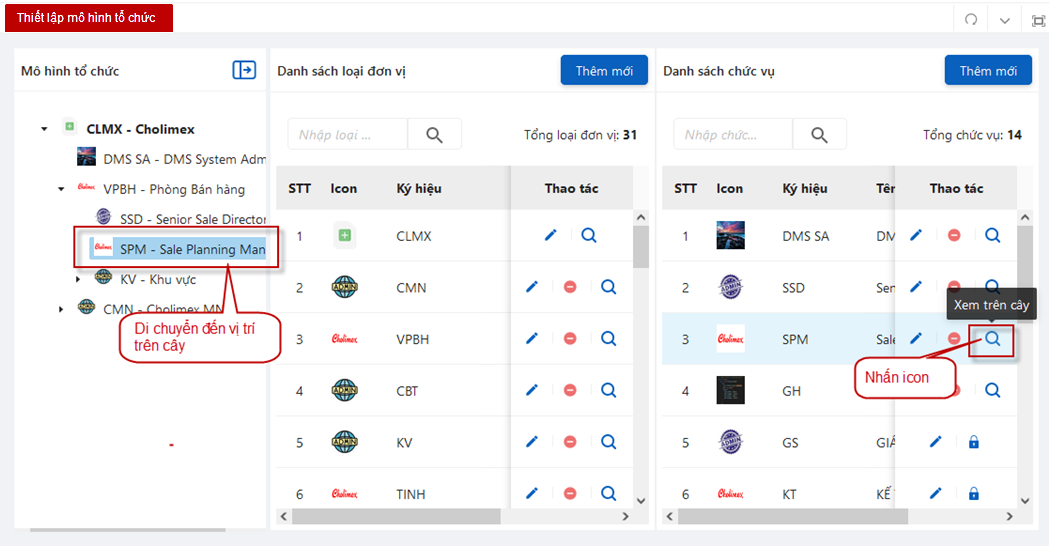 Thiết lập mô hình tổ chức
Mô hình tổ chức
CLMX - Cholimex
DMS SA - DMS System Adm
VPBH - Phòng Bán hàng
SSD - Senior Sale Director
SPM - Sale Planning Man
KV - Khu vực
CMN - Cholimex MN
Di chuyển đến vị trí
trên cây
Danh sách loại đơn vị
Thêm mới
Nhập loại ...
Tổng loại đơn vị: 31
STT Icon Ký hiệu Thao tác
1 CLMX
2 ADMIN CMN
3 Cholimex VPBH
4 ADMIN CBT
5 ADMIN KV
6 Cholimex TINH
Danh sách chức vụ
Thêm mới
Nhập chức...
Tổng chức vụ: 14
STT Icon Ký hiệu Tên Thao tác
1 DMS SA DM
2 ADMIN SSD Sen
Xem trên cây
3 Cholimex SPM Sale
Nhấn icon
4 GH
5 ADMIN GS GIÁ
6 Cholimex KT KẾ